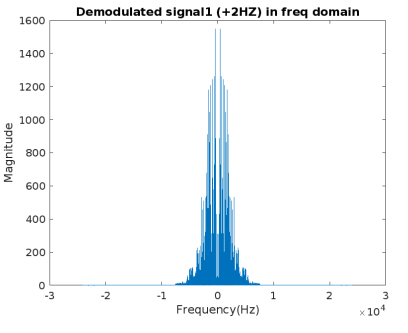 Demodulated signal1 (+2HZ) in freq domain
1600
1400
1200
1000
800
600
400
200
0
Magnitude
-3 -2 -1 0 1 2 3
Frequency(Hz)
× 10^4